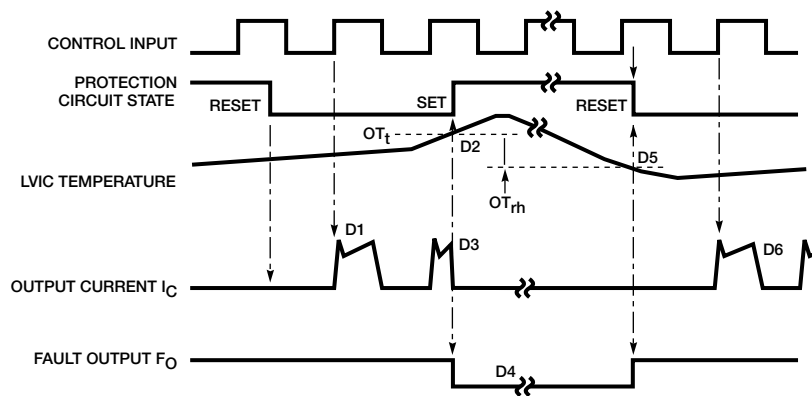 CONTROL INPUT
PROTECTION
CIRCUIT STATE
RESET
SET
RESET
OTt
D2
D5
LVIC TEMPERATURE
OTrh
D1
D3
D6
OUTPUT CURRENT IC
FAULT OUTPUT FO
D4